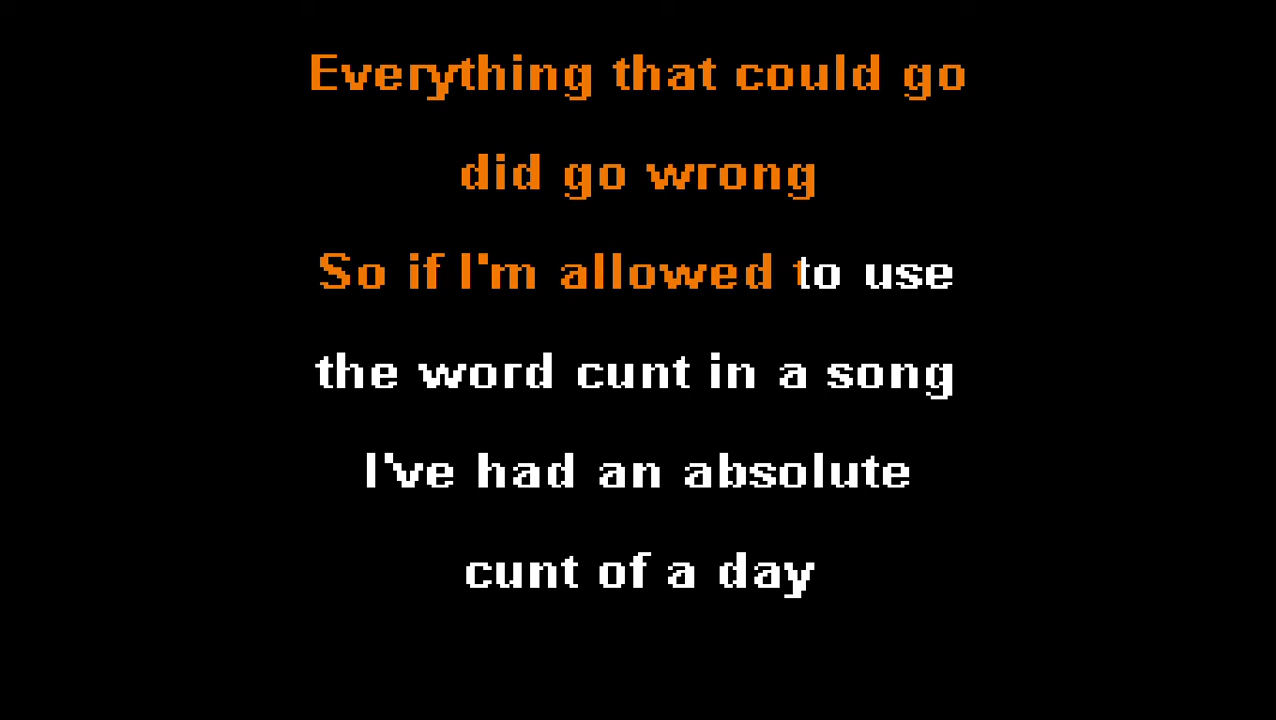 Everything that could go
did go wrong
So if I'm allowed to use
the word cunt in a song
I've had an absolute
cunt of a day